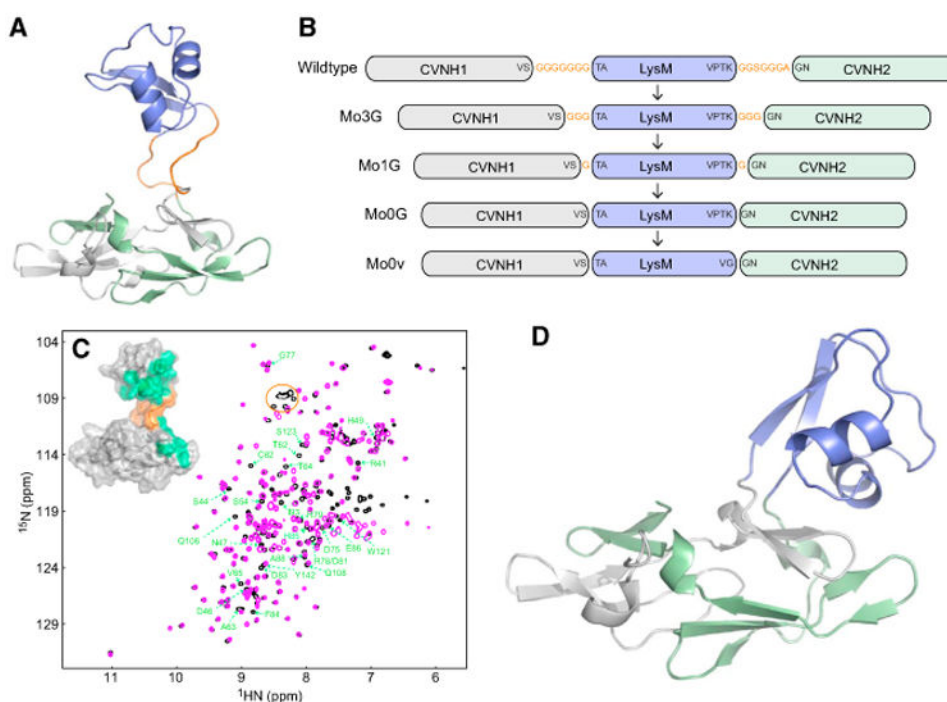 A
B
Wildtype
CVNH1 VS GGGGGGG TA LysM VPTK GGSGGGA GN CVNH2
Mo3G
CVNH1 VS GGG TA LysM VPTK GGG GN CVNH2
Mo1G
CVNH1 VS G TA LysM VPTK G GN CVNH2
Mo0G
CVNH1 VS TA LysM VPTK GN CVNH2
Mo0v
CVNH1 VS TA LysM VG GN CVNH2
C
104
109
114
119
124
129
15N (ppm)
G77
H49
S123
T82
C62
T64
R41
S44
S54
Q106
N47
D75
E86
W121
A88
R76/D81
Q108
V65
D83
Y142
D46
F84
A63
11
10
9
8
7
6
1HN (ppm)
D